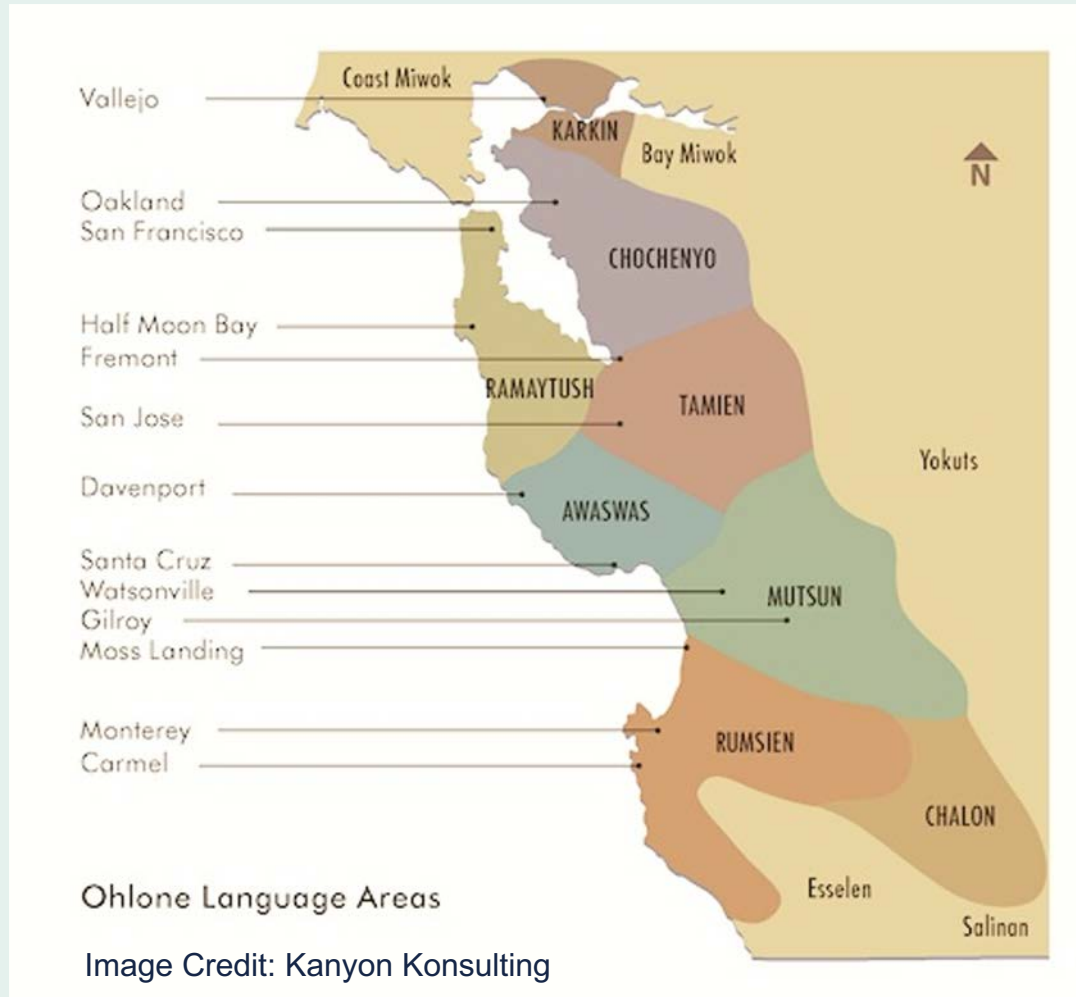 Coast Miwok
Vallejo
KARKIN
Bay Miwok
N
Oakland
San Francisco
CHOCHENYO
Half Moon Bay
Fremont
RAMAYTUSH
TAMIEN
San Jose
Yokuts
Davenport
AWASWAS
Santa Cruz
Watsonville
MUTSUN
Gilroy
Moss Landing
Monterey
RUMSIEN
Carmel
CHALON
Esselen
Ohlone Language Areas
Salinan
Image Credit: Kanyon Konsulting